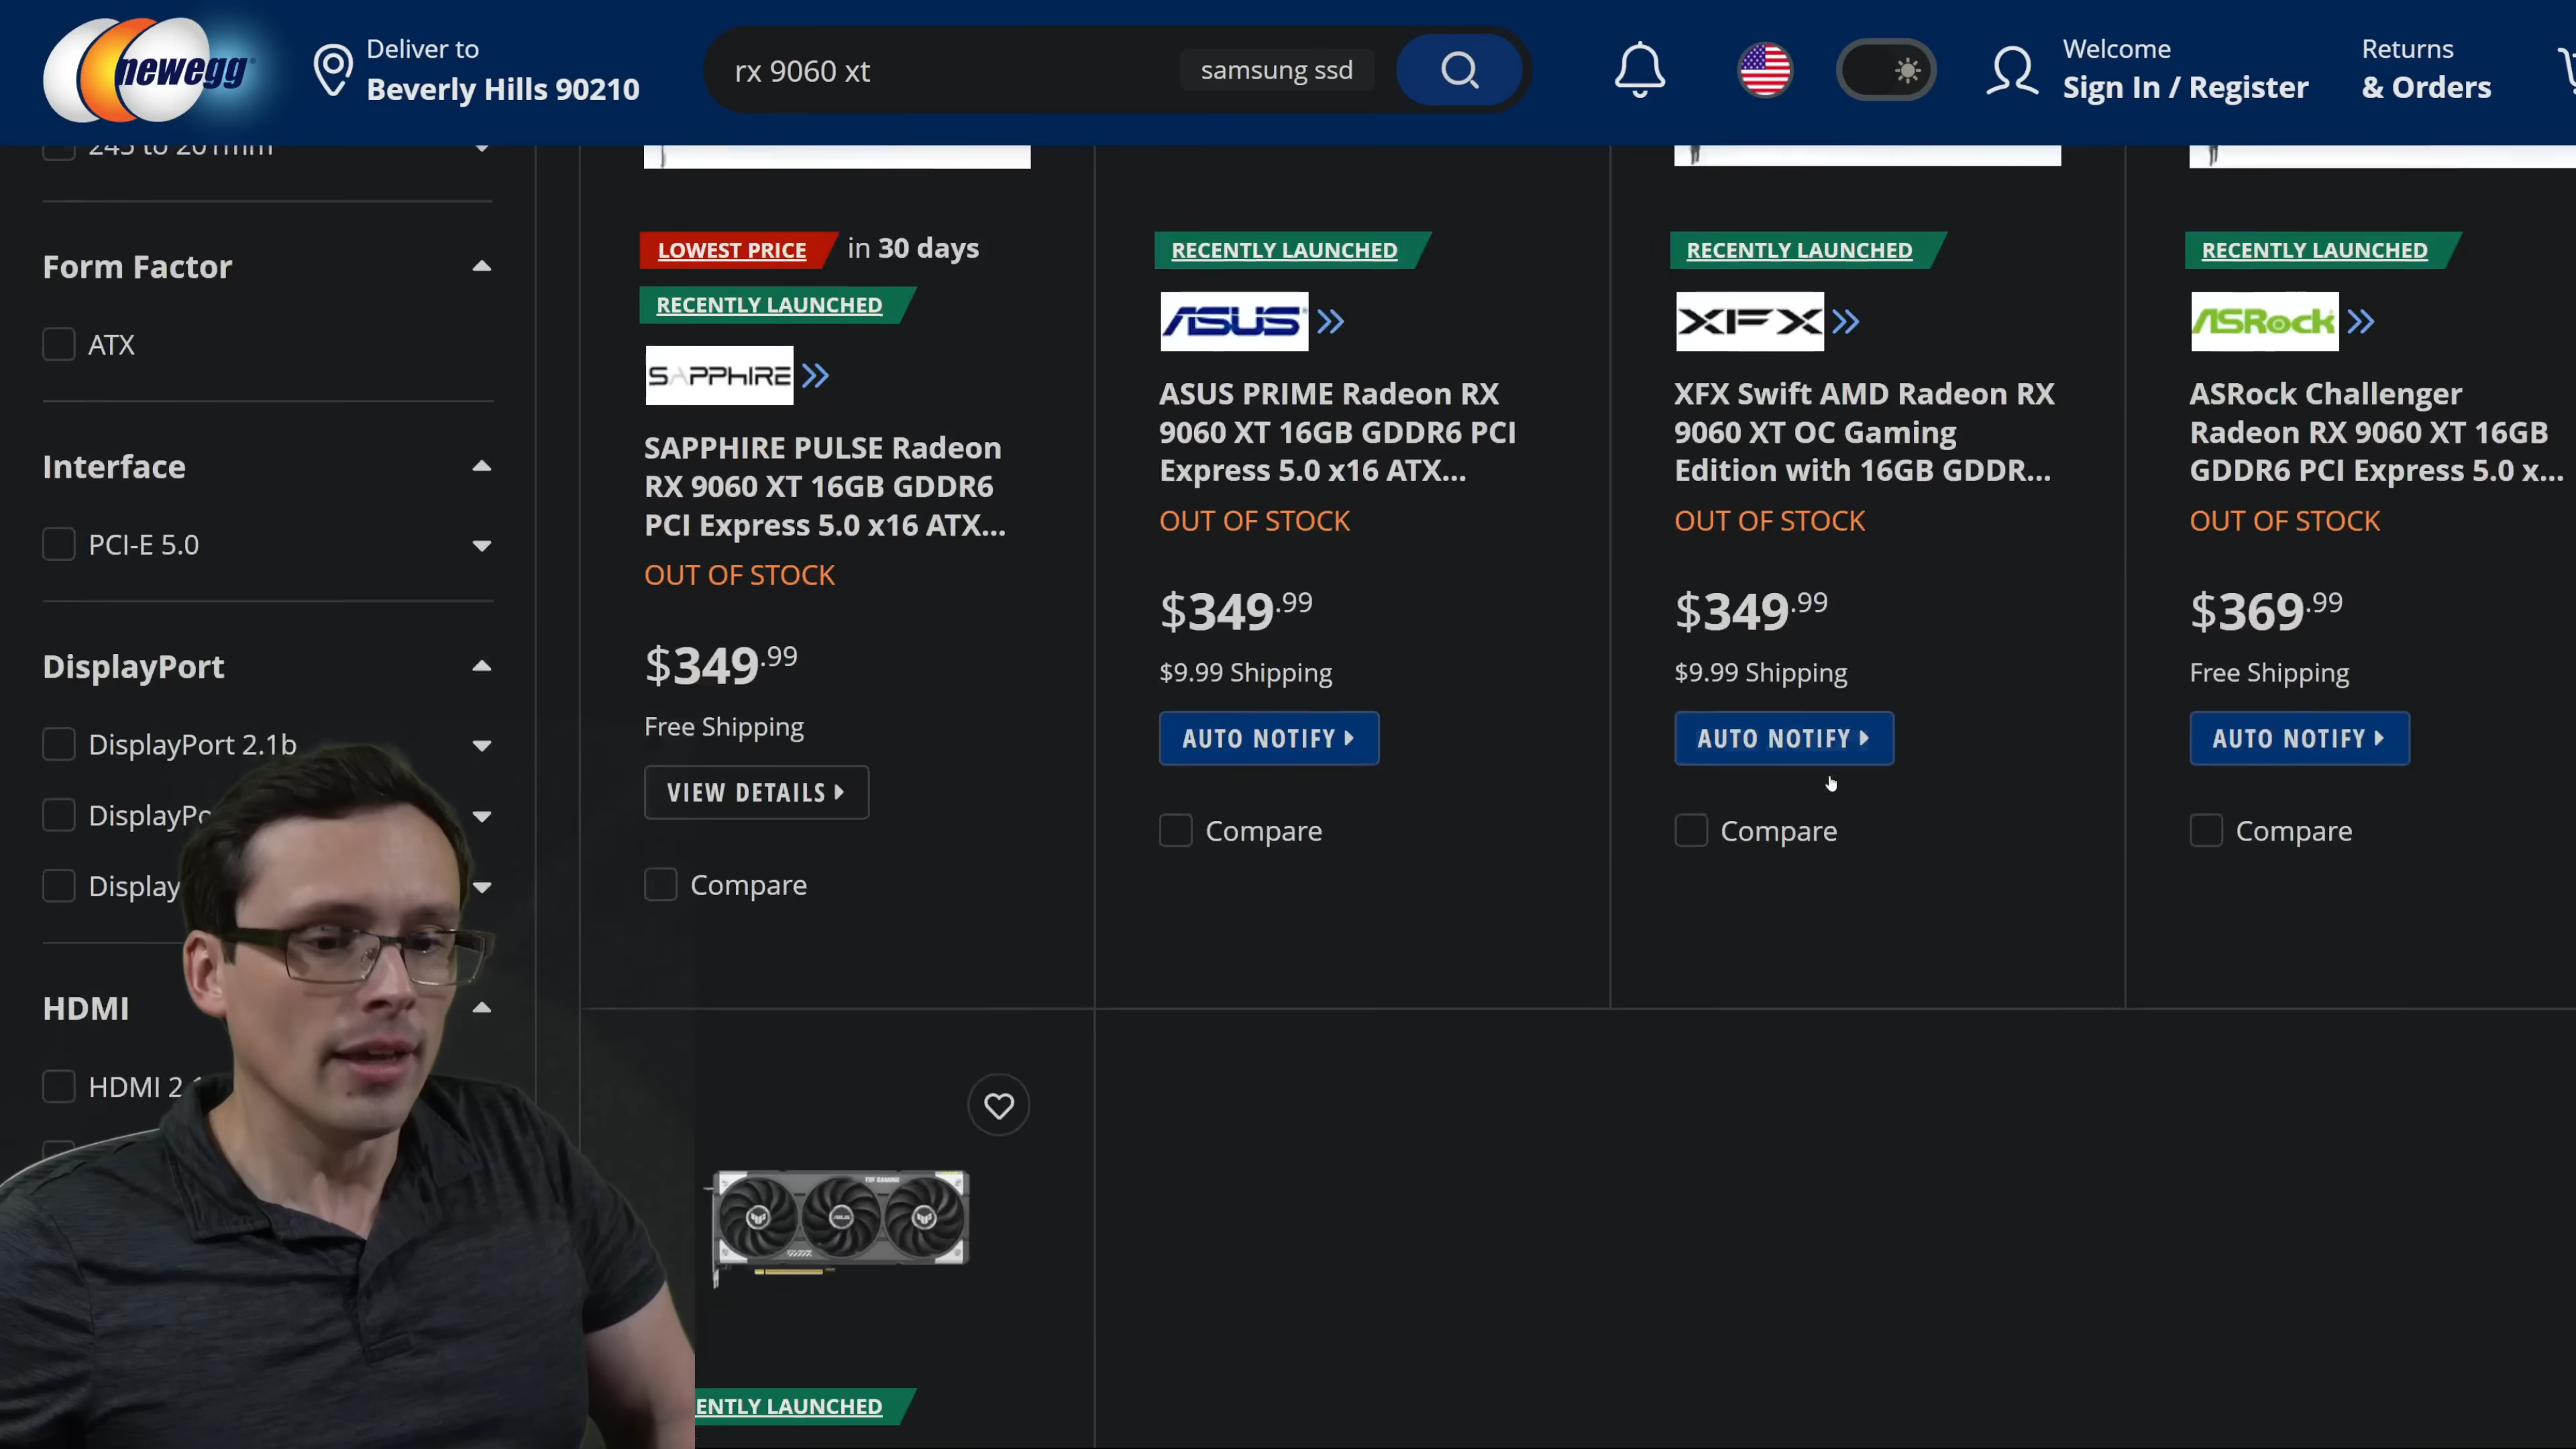 newegg
Deliver to
Beverly Hills 90210
rx 9060 xt
samsung ssd
Welcome
Sign In / Register
Returns
& Orders
Form Factor
ATX
Interface
PCI-E 5.0
DisplayPort
DisplayPort 2.1b
HDMI
HDMI 2
LOWEST PRICE in 30 days
RECENTLY LAUNCHED
SAPPHIRE
SAPPHIRE PULSE Radeon
RX 9060 XT 16GB GDDR6
PCI Express 5.0 x16 ATX...
OUT OF STOCK
$349.99
Free Shipping
VIEW DETAILS
Compare
RECENTLY LAUNCHED
ASUS
ASUS PRIME Radeon RX
9060 XT 16GB GDDR6 PCI
Express 5.0 x16 ATX...
OUT OF STOCK
$349.99
$9.99 Shipping
AUTO NOTIFY
Compare
RECENTLY LAUNCHED
XFX
XFX Swift AMD Radeon RX
9060 XT OC Gaming
Edition with 16GB GDDR...
OUT OF STOCK
$349.99
$9.99 Shipping
AUTO NOTIFY
Compare
RECENTLY LAUNCHED
ASRock
ASRock Challenger
Radeon RX 9060 XT 16GB
GDDR6 PCI Express 5.0 x...
OUT OF STOCK
$369.99
Free Shipping
AUTO NOTIFY
Compare
TUF GAMING
ENTLY LAUNCHED